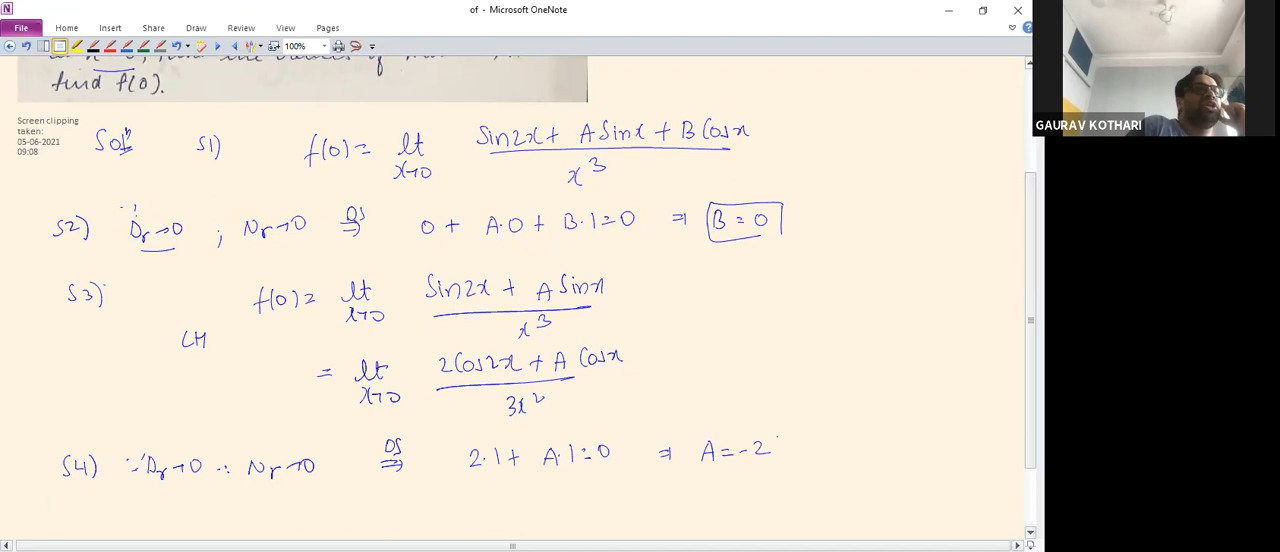 of - Microsoft OneNote
File Home Insert Share Draw Review View
100%
find f(0).
Screen clipping
taken:
05-06-2021
09:08
Solⁿ S1) f(0) = lt x→0 (Sin2x + A Sinx + B Cosx) / x³
S2) ∵ Dr→0 ; Nr→0 DS ⇒ 0 + A·0 + B·1 = 0 ⇒ B = 0
S3) f(0) = lt x→0 (Sin2x + A Sinx) / x³
LH
= lt x→0 (2Cos2x + A Cosx) / 3x²
S4) ∵ Dr→0 ∴ Nr→0 DS ⇒ 2·1 + A·1 = 0 ⇒ A = -2
GAURAV KOTHARI